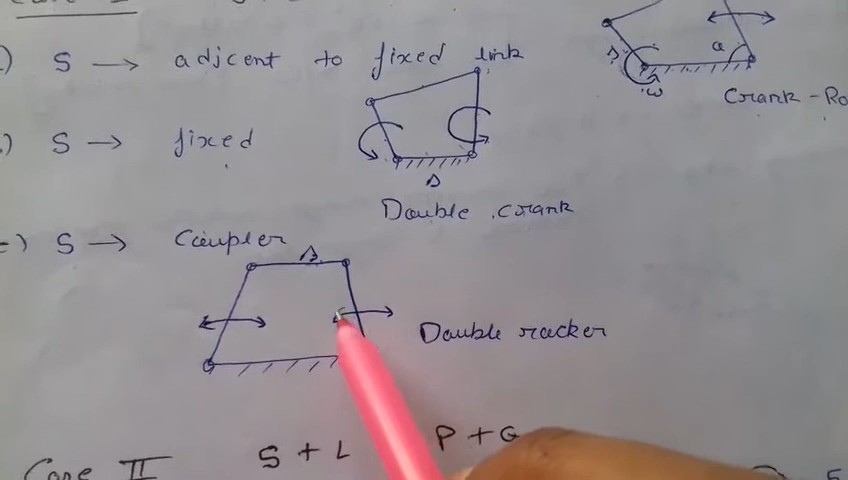 S → adjcent to fixed link
s
ω
a
Crank-Ro
S → fixed
s
Double crank
S → Coupler
s
Double rocker
Case II S + L P + G